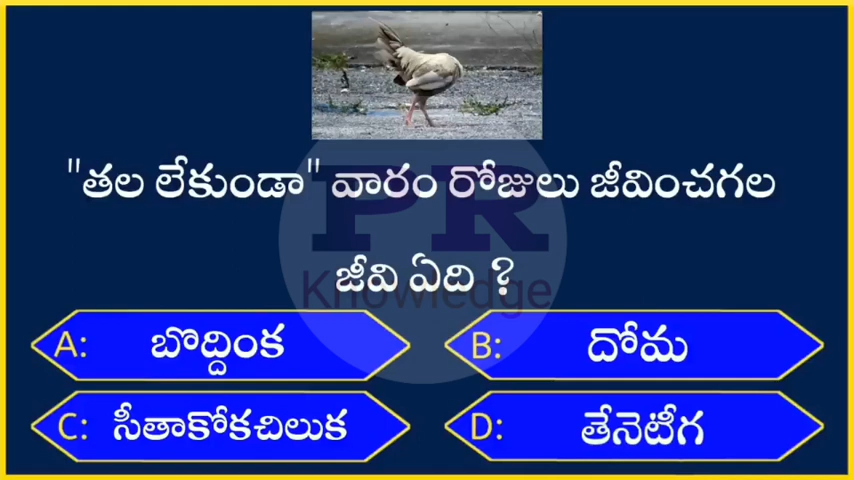 "తల లేకుండా" వారం రోజులు జీవించగల
జీవి ఏది ?
PR
Knowledge
A: బొద్దింక
B: దోమ
C: సీతాకోకచిలుక
D: తేనెటీగ